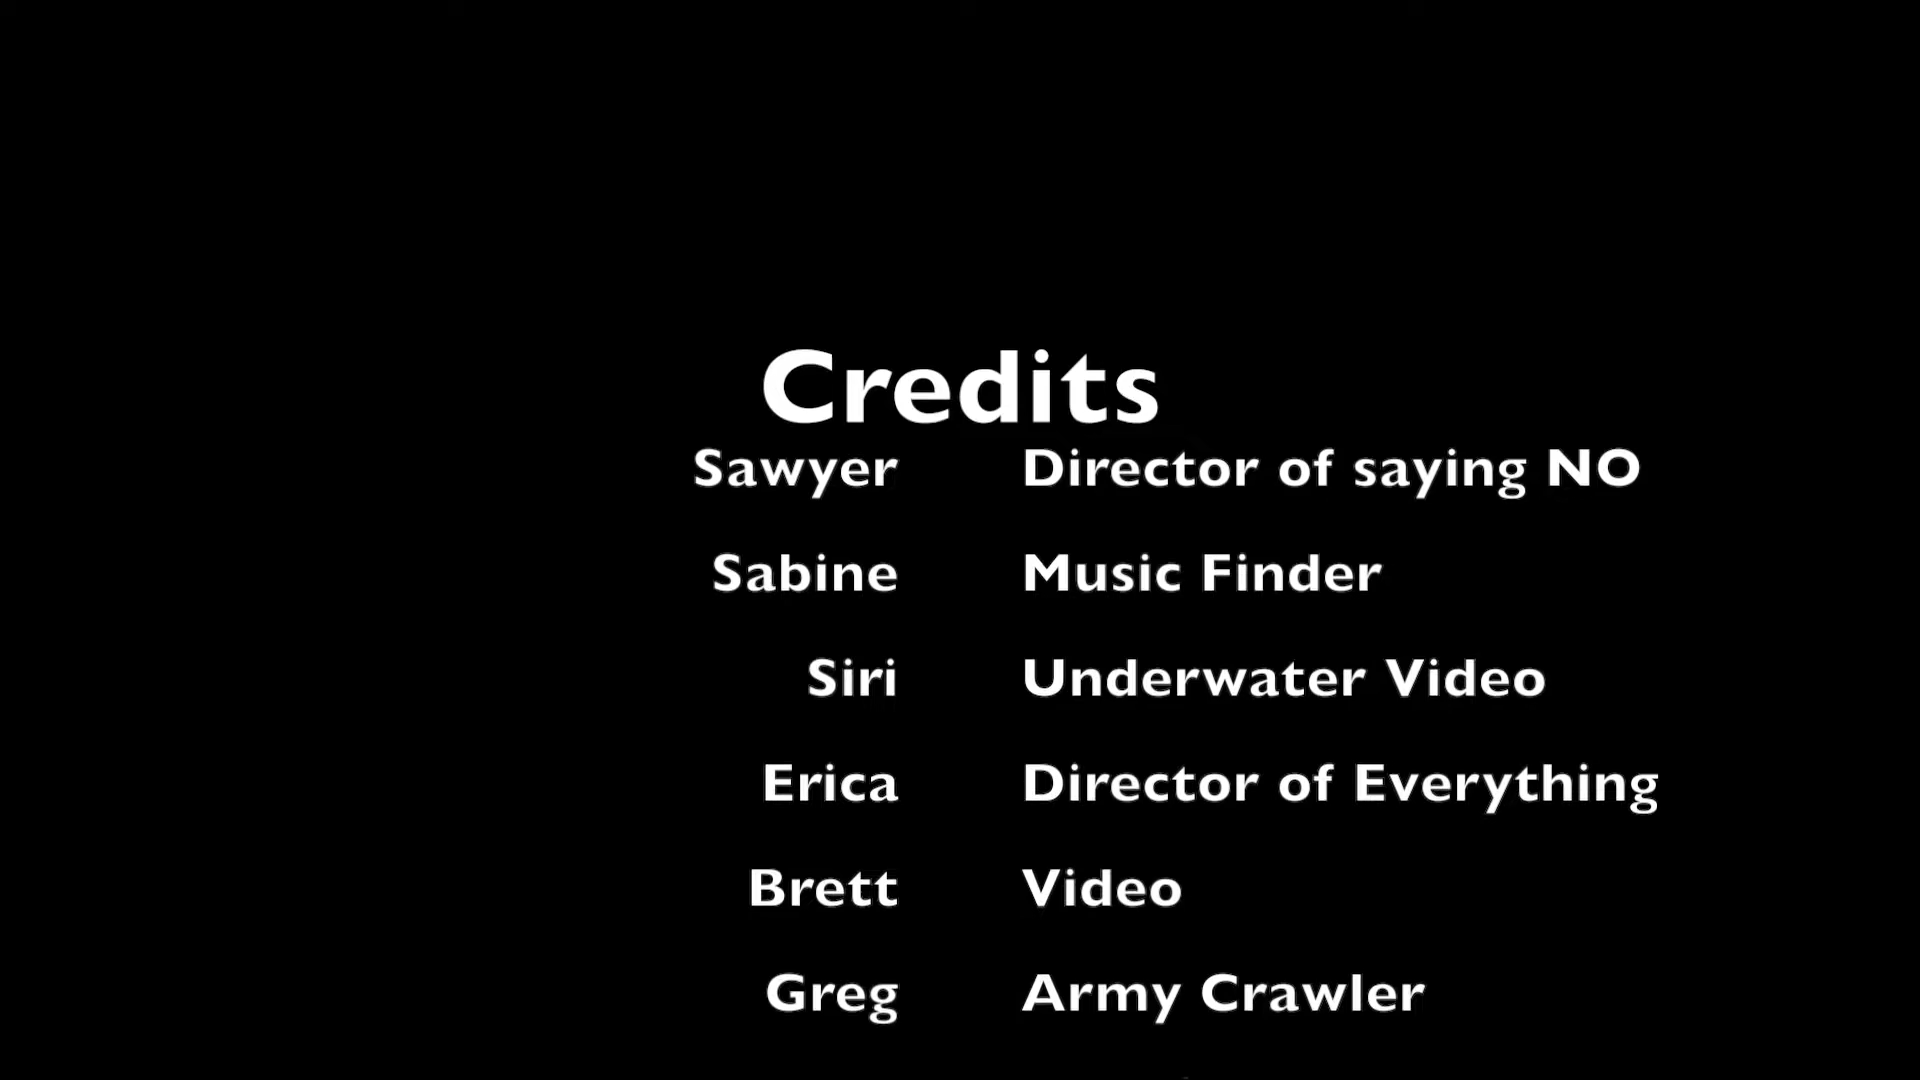 Credits
Sawyer Director of saying NO
Sabine Music Finder
Siri Underwater Video
Erica Director of Everything
Brett Video
Greg Army Crawler